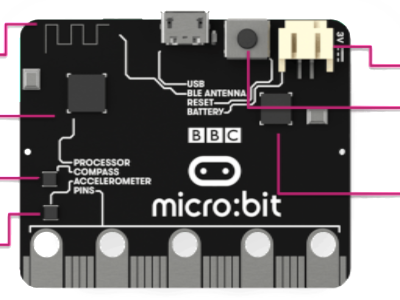 3V
USB
BLE ANTENNA
RESET
BATTERY
BBC
PROCESSOR
COMPASS
ACCELEROMETER
PINS
micro:bit